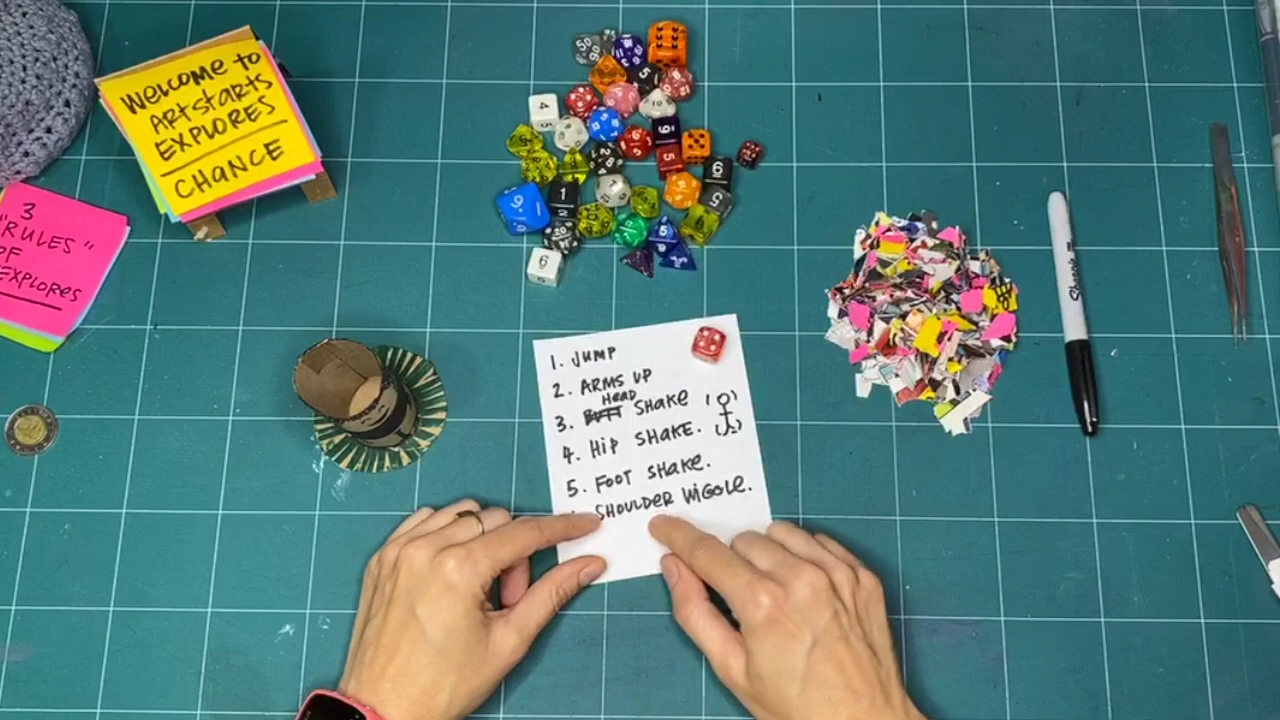 Welcome to
Artstarts
EXPLORES
CHANCE
3
"RULES"
OF
EXPLORES
1. JUMP
2. ARMS UP
HEAD
3. SHAKE
4. HIP SHAKE.
5. FOOT SHAKE.
SHOULDER WIGGLE.
Sharpie